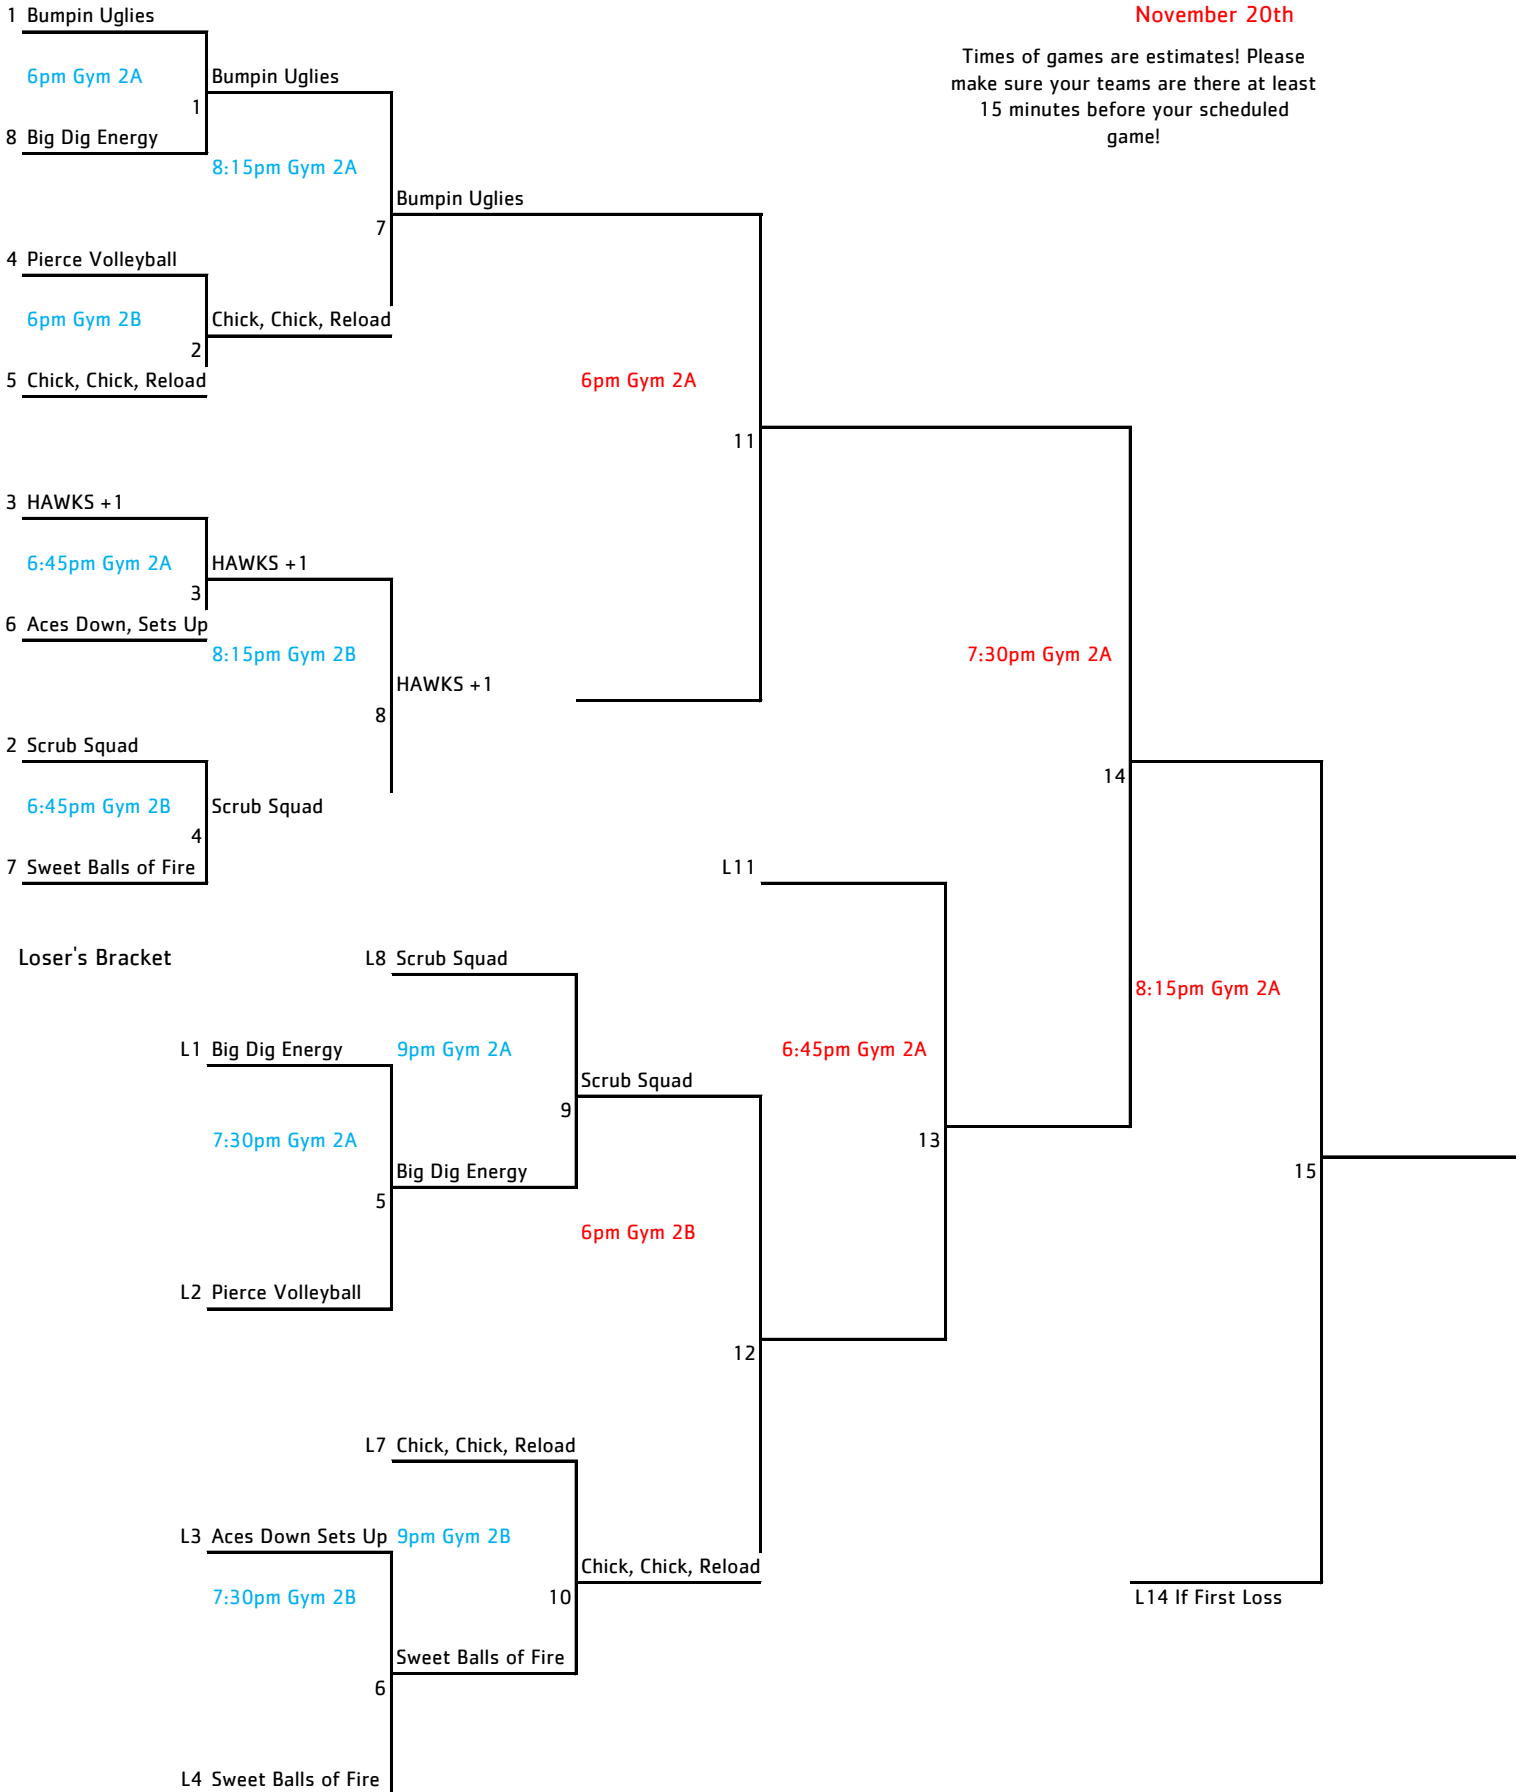 1 Bumpin Uglies
November 20th
Times of games are estimates! Please
make sure your teams are there at least
15 minutes before your scheduled
game!
6pm Gym 2A
Bumpin Uglies
1
8 Big Dig Energy
8:15pm Gym 2A
Bumpin Uglies
7
4 Pierce Volleyball
6pm Gym 2B
Chick, Chick, Reload
2
5 Chick, Chick, Reload
6pm Gym 2A
11
3 HAWKS +1
6:45pm Gym 2A
HAWKS +1
3
6 Aces Down, Sets Up
8:15pm Gym 2B
7:30pm Gym 2A
HAWKS +1
8
2 Scrub Squad
14
6:45pm Gym 2B
Scrub Squad
4
7 Sweet Balls of Fire
L11
Loser's Bracket
L8 Scrub Squad
8:15pm Gym 2A
L1 Big Dig Energy
9pm Gym 2A
6:45pm Gym 2A
Scrub Squad
9
7:30pm Gym 2A
13
Big Dig Energy
15
5
6pm Gym 2B
L2 Pierce Volleyball
12
L7 Chick, Chick, Reload
L3 Aces Down Sets Up
9pm Gym 2B
Chick, Chick, Reload
7:30pm Gym 2B
10
L14 If First Loss
Sweet Balls of Fire
6
L4 Sweet Balls of Fire